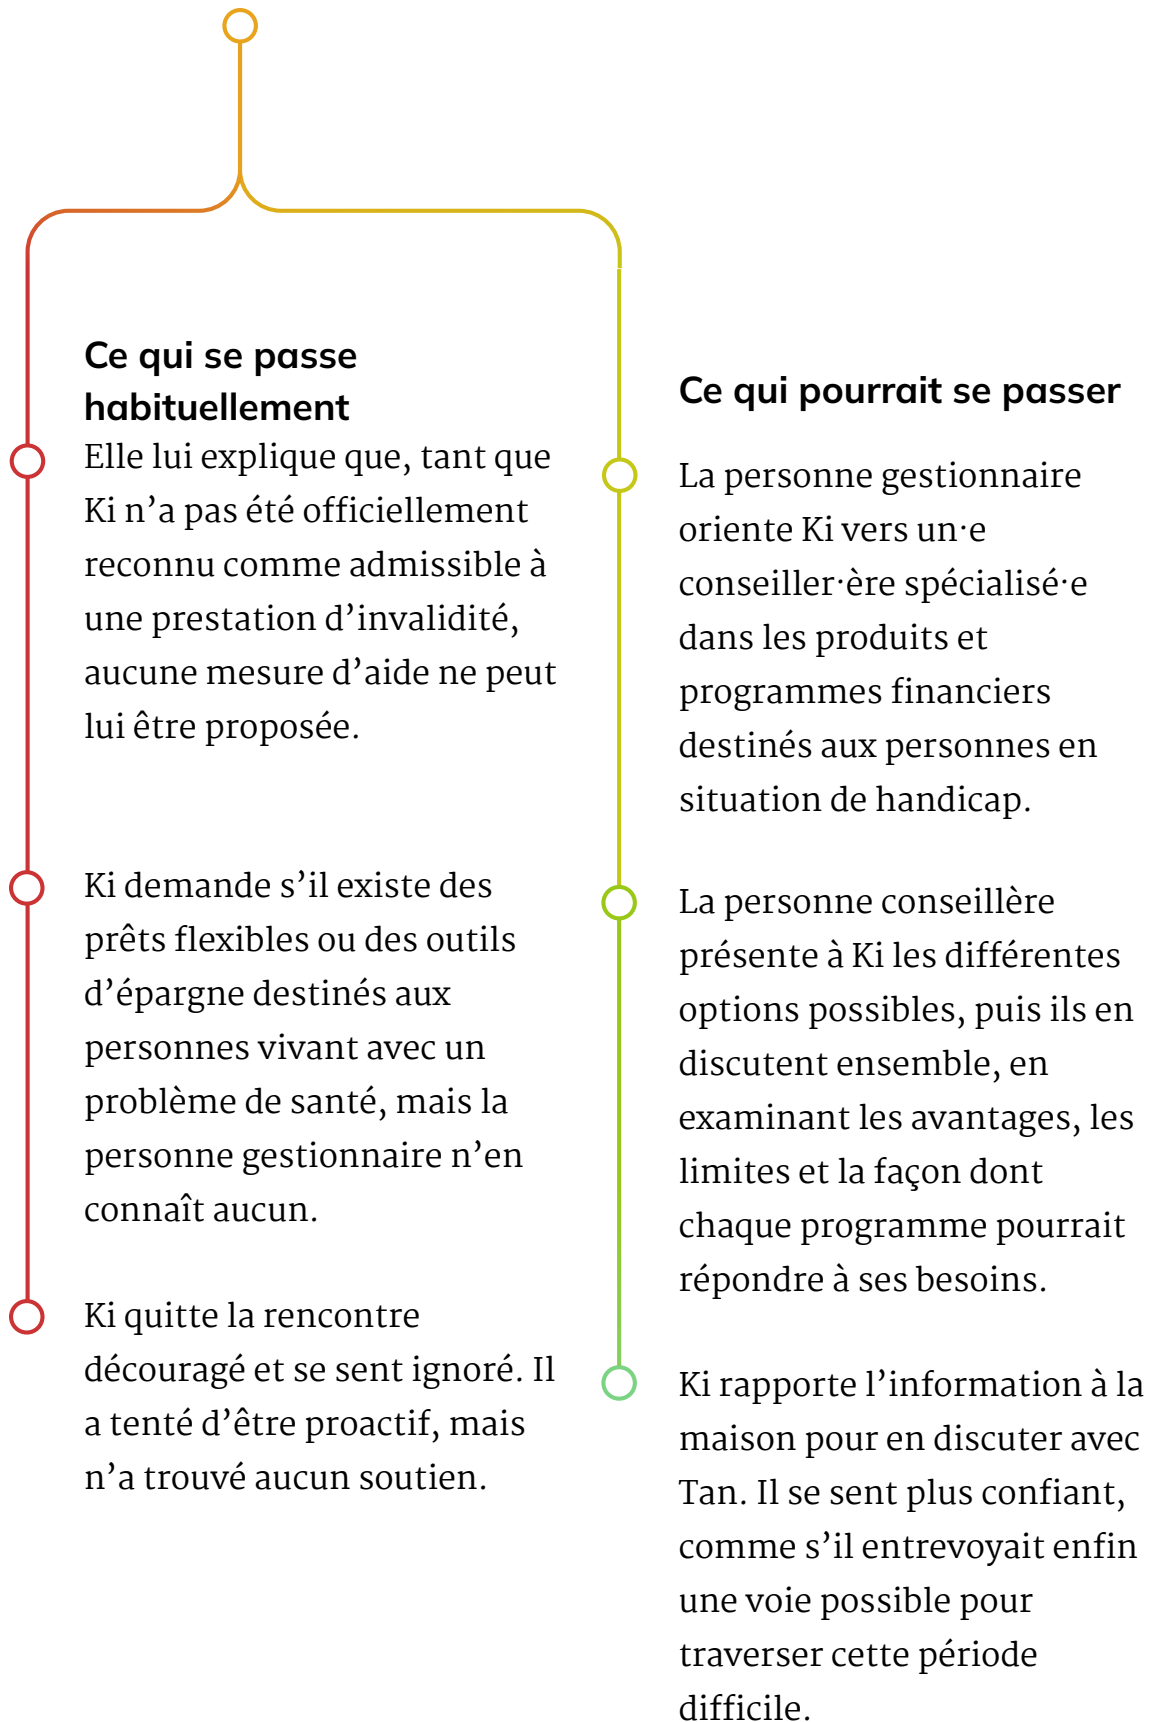 Ce qui se passe
habituellement
Elle lui explique que, tant que
Ki n’a pas été officiellement
reconnu comme admissible à
une prestation d’invalidité,
aucune mesure d’aide ne peut
lui être proposée.
Ki demande s’il existe des
prêts flexibles ou des outils
d’épargne destinés aux
personnes vivant avec un
problème de santé, mais la
personne gestionnaire n’en
connaît aucun.
Ki quitte la rencontre
découragé et se sent ignoré. Il
a tenté d’être proactif, mais
n’a trouvé aucun soutien.
Ce qui pourrait se passer
La personne gestionnaire
oriente Ki vers un·e
conseiller·ère spécialisé·e
dans les produits et
programmes financiers
destinés aux personnes en
situation de handicap.
La personne conseillère
présente à Ki les différentes
options possibles, puis ils en
discutent ensemble, en
examinant les avantages, les
limites et la façon dont
chaque programme pourrait
répondre à ses besoins.
Ki rapporte l’information à la
maison pour en discuter avec
Tan. Il se sent plus confiant,
comme s’il entrevoyait enfin
une voie possible pour
traverser cette période
difficile.